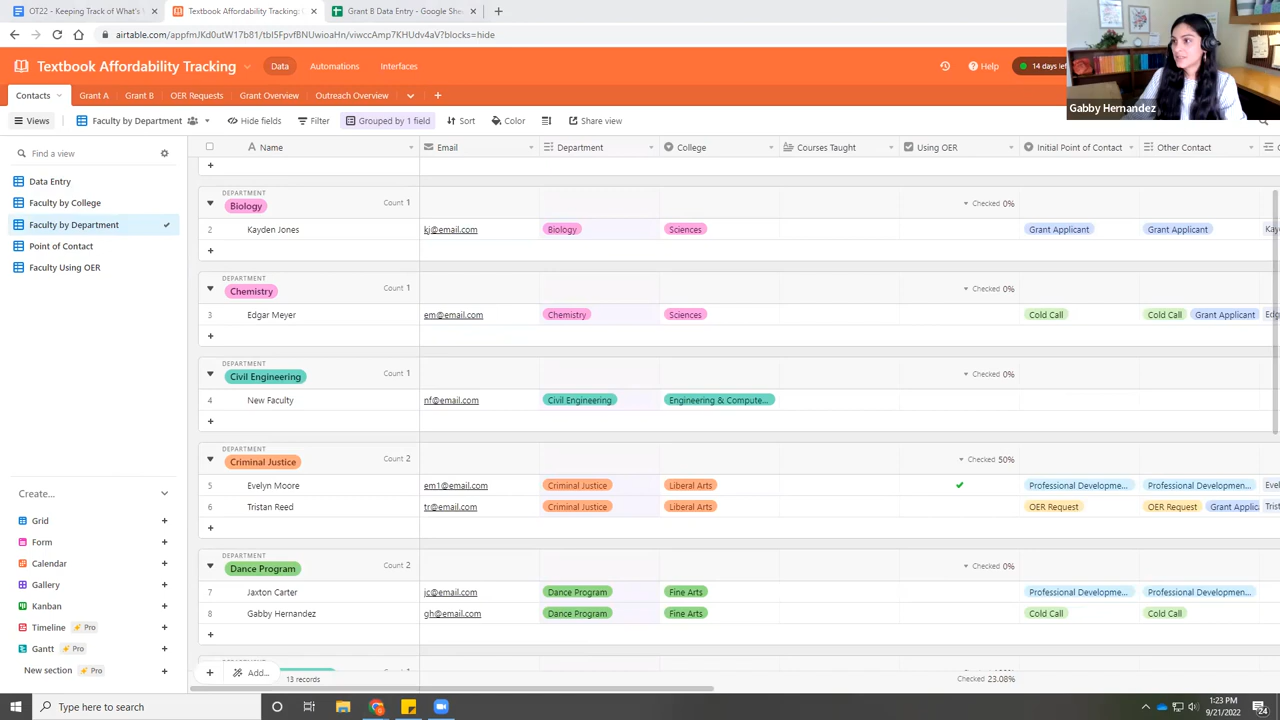 OT22 - Keeping Track of What's
Textbook Affordability Tracking:
Grant B Data Entry - Google She
airtable.com/appfmJKd0utW17b81/tbl5FpvfBNUwioaHn/viwccAmp7KHUdv4aV?blocks=hide
Textbook Affordability Tracking
Data
Automations
Interfaces
Help
14 days left
Gabby Hernandez
Contacts
Grant A
Grant B
OER Requests
Grant Overview
Outreach Overview
Views
Faculty by Department
Hide fields
Filter
Grouped by 1 field
Sort
Color
Share view
Find a view
Data Entry
Faculty by College
Faculty by Department
Point of Contact
Faculty Using OER
Create...
Grid
Form
Calendar
Gallery
Kanban
Timeline Pro
Gantt Pro
New section Pro
Name Email Department College Courses Taught Using OER Initial Point of Contact Other Contact
DEPARTMENT
Biology Count 1 Checked 0%
2 Kayden Jones kj@email.com Biology Sciences Grant Applicant Grant Applicant Kay
DEPARTMENT
Chemistry Count 1 Checked 0%
3 Edgar Meyer em@email.com Chemistry Sciences Cold Call Cold Call Grant Applicant Edg
DEPARTMENT
Civil Engineering Count 1 Checked 0%
4 New Faculty nf@email.com Civil Engineering Engineering & Compute...
DEPARTMENT
Criminal Justice Count 2 Checked 50%
5 Evelyn Moore em1@email.com Criminal Justice Liberal Arts Professional Developme... Professional Developmen... Evel
6 Tristan Reed tr@email.com Criminal Justice Liberal Arts OER Request OER Request Grant Applic Trist
DEPARTMENT
Dance Program Count 2 Checked 0%
7 Jaxton Carter jc@email.com Dance Program Fine Arts Professional Developme... Professional Developmen...
8 Gabby Hernandez gh@email.com Dance Program Fine Arts Cold Call Cold Call
Add...
13 records
Checked 23.08%
Type here to search
1:23 PM
9/21/2022
24